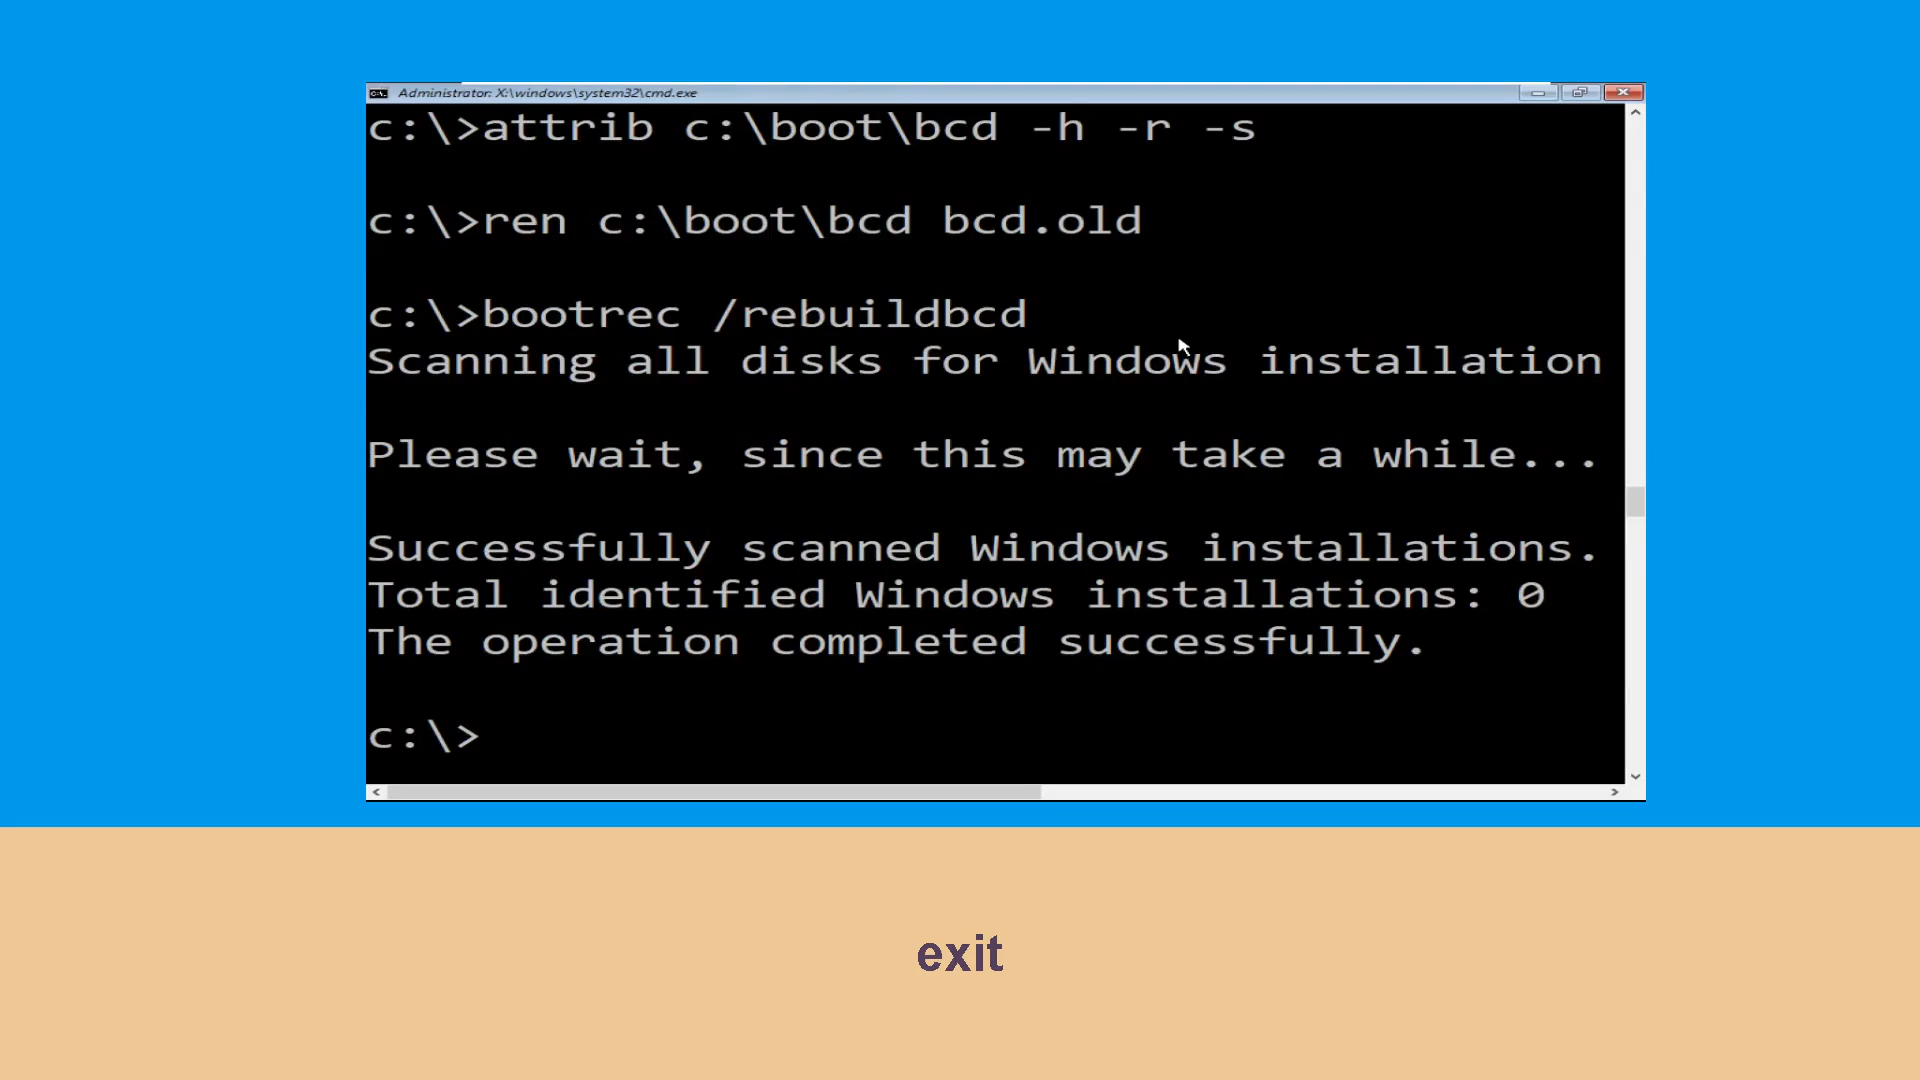 Administrator: X:\windows\system32\cmd.exe
c:\>attrib c:\boot\bcd -h -r -s
c:\>ren c:\boot\bcd bcd.old
c:\>bootrec /rebuildbcd
Scanning all disks for Windows installation
Please wait, since this may take a while...
Successfully scanned Windows installations.
Total identified Windows installations: 0
The operation completed successfully.
c:\>
exit